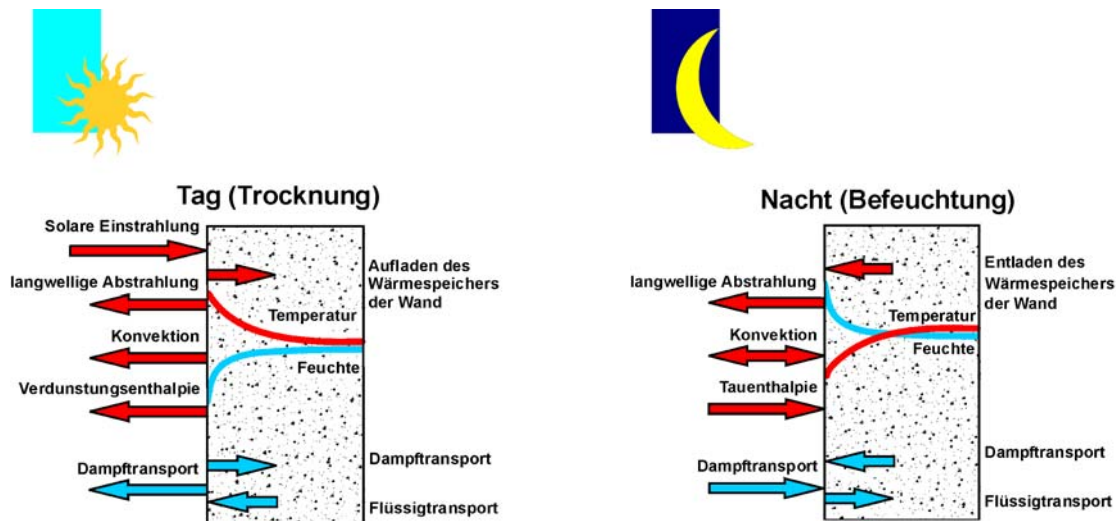 Tag (Trocknung)
Solare Einstrahlung
langwellige Abstrahlung
Konvektion
Verdunstungsenthalpie
Dampftransport
Temperatur
Feuchte
Aufladen des
Wärmespeichers
der Wand
Dampftransport
Flüssigtransport
Nacht (Befeuchtung)
langwellige Abstrahlung
Konvektion
Tauenthalpie
Dampftransport
Temperatur
Feuchte
Entladen des
Wärmespeichers
der Wand
Dampftransport
Flüssigtransport